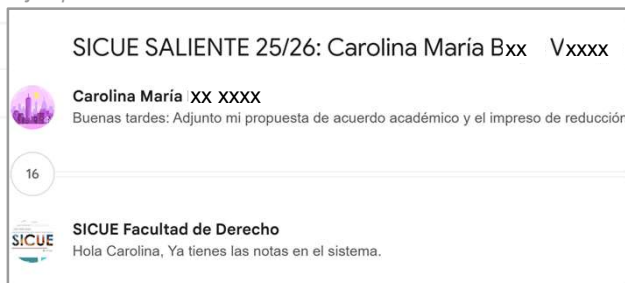 SICUE SALIENTE 25/26: Carolina María Bxx Vxxxx
Carolina María xx xxxx
Buenas tardes: Adjunto mi propuesta de acuerdo académico y el impreso de reducción
16
SICUE Facultad de Derecho
SICUE
Hola Carolina, Ya tienes las notas en el sistema.